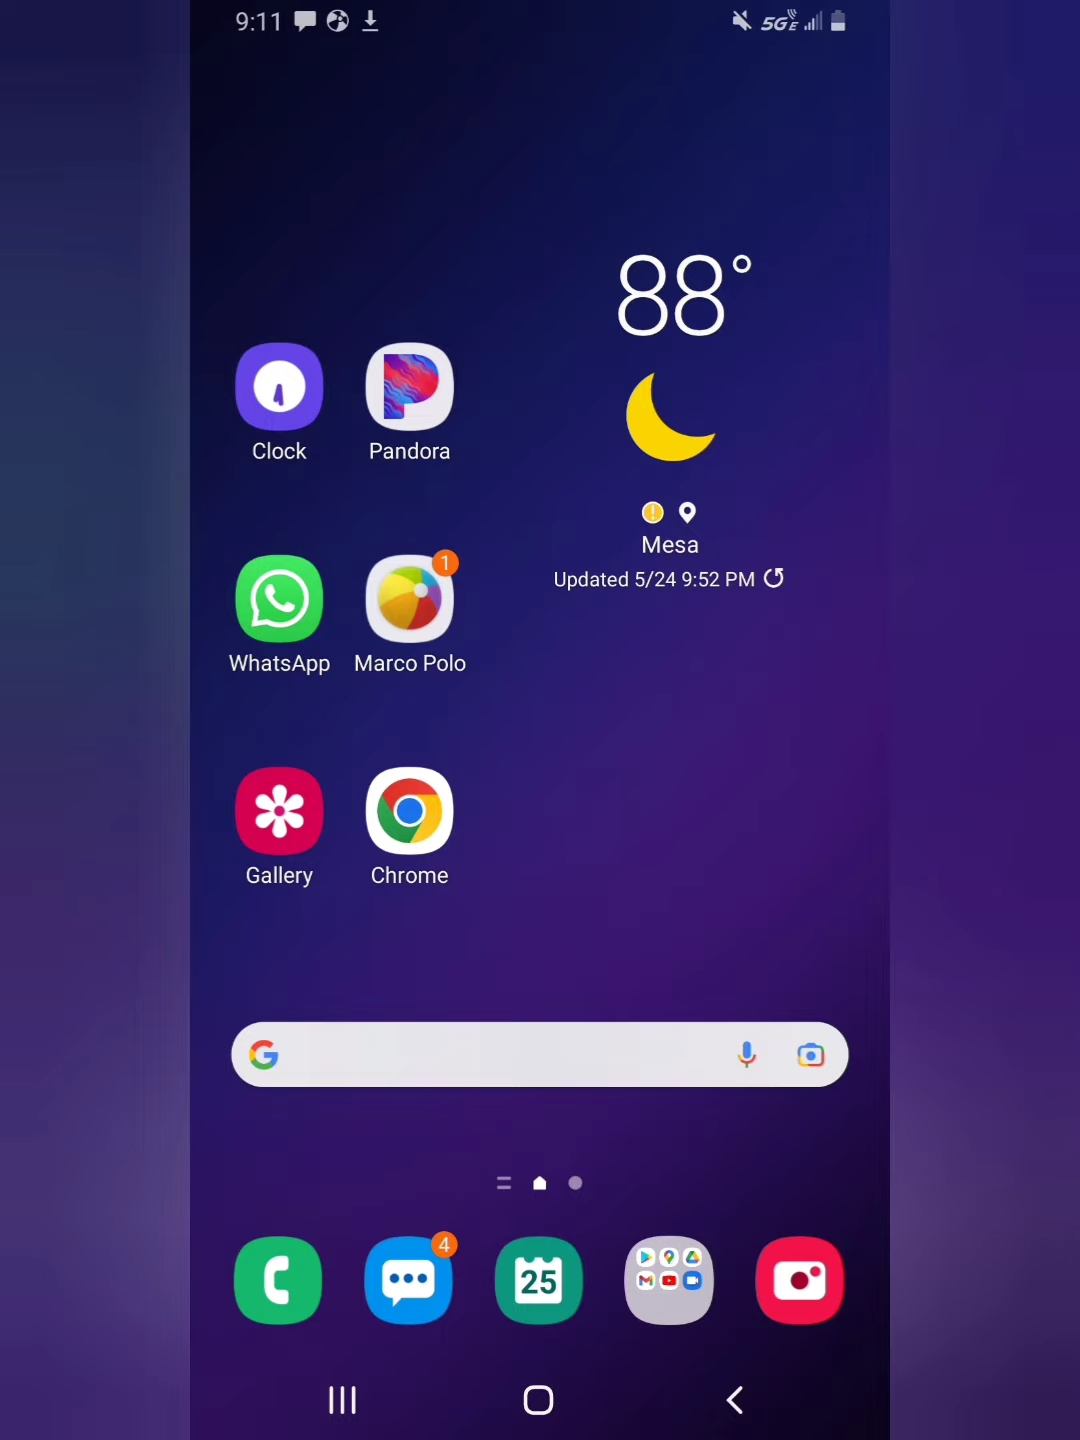 9:11
5GE
88°
Clock
Pandora
Mesa
Updated 5/24 9:52 PM
1
WhatsApp
Marco Polo
Gallery
Chrome
4
25